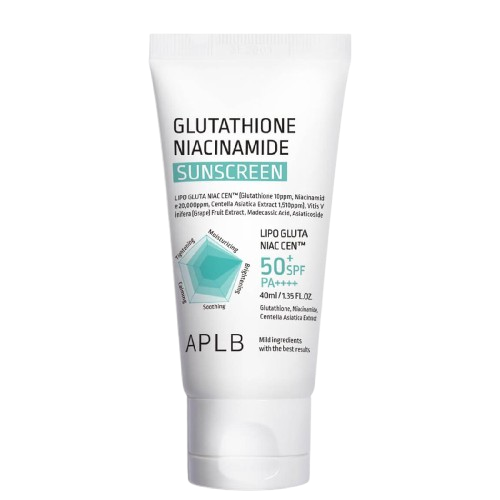 GLUTATHIONE
NIACINAMIDE
SUNSCREEN
LIPO GLUTA NIAC CEN™ (Glutathione 10ppm, Niacinamid
e 20,000ppm, Centella Asiatica Extract 1,510ppm). Vitis V
inifera (Grape) Fruit Extract, Madecassic Acid, Asiaticoside
LIPO GLUTA
NIAC CEN™
50+SPF
PA++++
40ml / 1.35 FL.OZ.
Glutathione, Niacinamide,
Centella Asiatica Extract
Tightening
Moisturizing
Brightening
Soothing
Calming
APLB
Mild ingredients
with the best results